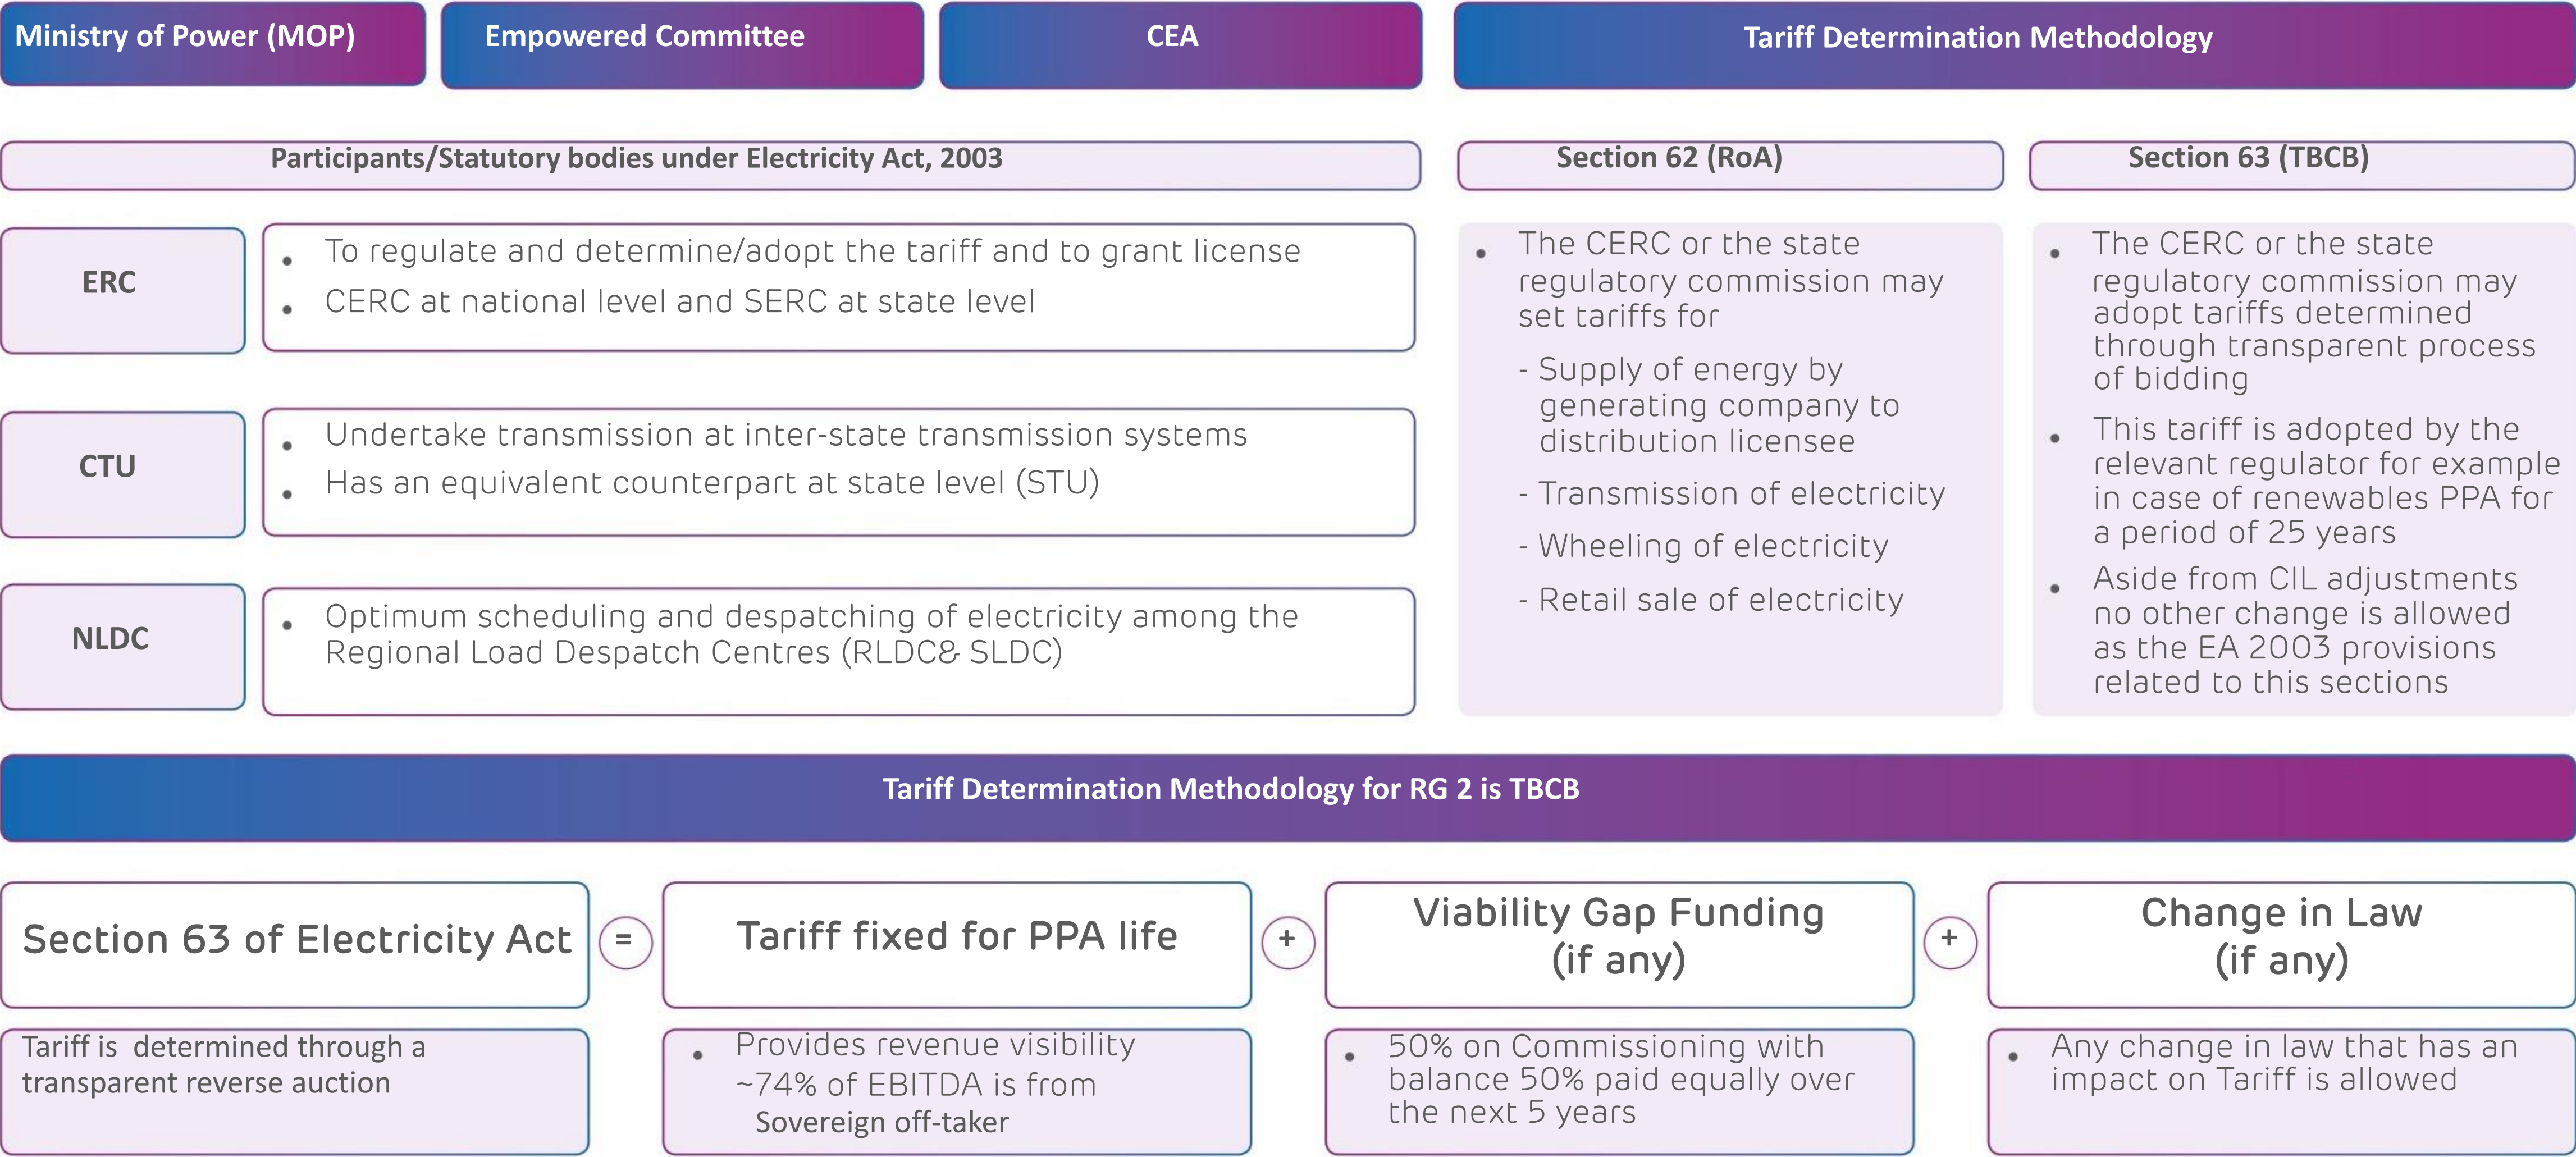 Ministry of Power (MOP)
Empowered Committee
CEA
Tariff Determination Methodology
Participants/Statutory bodies under Electricity Act, 2003
ERC
• To regulate and determine/adopt the tariff and to grant license
• CERC at national level and SERC at state level
CTU
• Undertake transmission at inter-state transmission systems
• Has an equivalent counterpart at state level (STU)
NLDC
• Optimum scheduling and despatching of electricity among the
Regional Load Despatch Centres (RLDC& SLDC)
Section 62 (RoA)
• The CERC or the state
regulatory commission may
set tariffs for
- Supply of energy by
generating company to
distribution licensee
- Transmission of electricity
- Wheeling of electricity
- Retail sale of electricity
Section 63 (TBCB)
• The CERC or the state
regulatory commission may
adopt tariffs determined
through transparent process
of bidding
• This tariff is adopted by the
relevant regulator for example
in case of renewables PPA for
a period of 25 years
• Aside from CIL adjustments
no other change is allowed
as the EA 2003 provisions
related to this sections
Tariff Determination Methodology for RG 2 is TBCB
Section 63 of Electricity Act
=
Tariff fixed for PPA life
+
Viability Gap Funding
(if any)
+
Change in Law
(if any)
Tariff is  determined through a
transparent reverse auction
• Provides revenue visibility
~74% of EBITDA is from
Sovereign off-taker
• 50% on Commissioning with
balance 50% paid equally over
the next 5 years
• Any change in law that has an
impact on Tariff is allowed